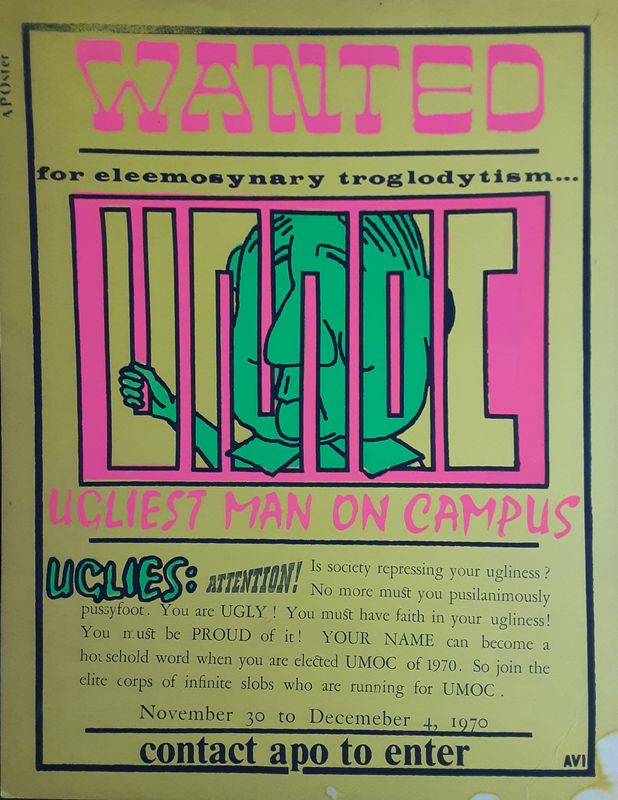 APOster
WANTED
for eleemosynary troglodytism...
UMOC
UGLIEST MAN ON CAMPUS
UGLIES: ATTENTION! Is society repressing your ugliness?
No more must you pusilanimously
pussyfoot. You are UGLY! You must have faith in your ugliness!
You must be PROUD of it! YOUR NAME can become a
household word when you are elected UMOC of 1970. So join the
elite corps of infinite slobs who are running for UMOC.
November 30 to Decemeber 4, 1970
contact apo to enter
AVI